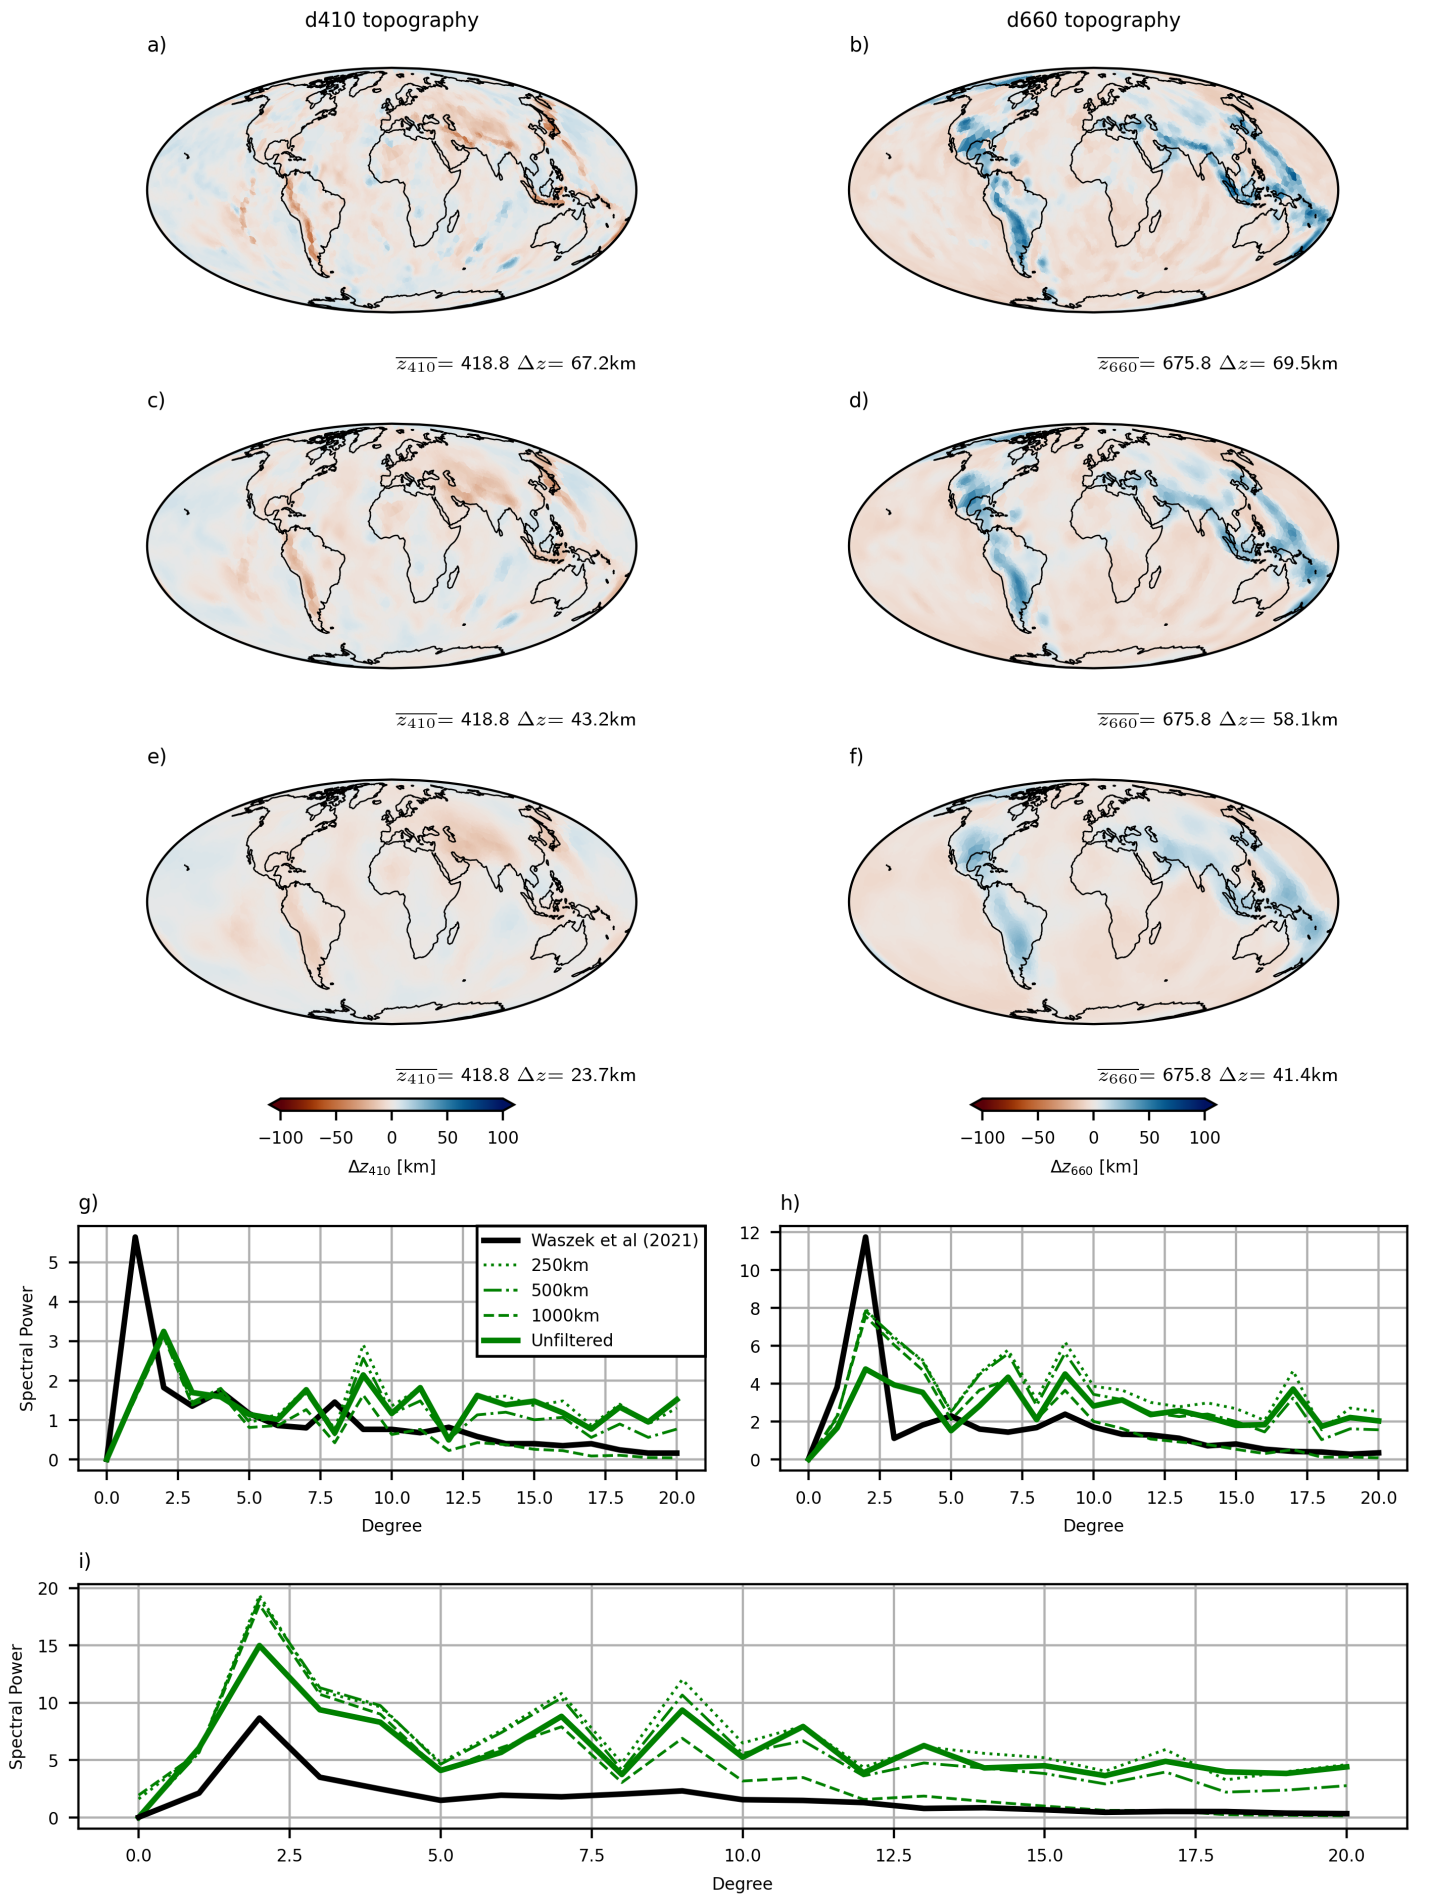 d410 topography
d660 topography
a)
b)
z410= 418.8 Δz= 67.2km
z660= 675.8 Δz= 69.5km
c)
d)
z410= 418.8 Δz= 43.2km
z660= 675.8 Δz= 58.1km
e)
f)
z410= 418.8 Δz= 23.7km
z660= 675.8 Δz= 41.4km
−100 −50 0 50 100
Δz410 [km]
−100 −50 0 50 100
Δz660 [km]
g)
Spectral Power
5
4
3
2
1
0
Waszek et al (2021)
250km
500km
1000km
Unfiltered
0.0 2.5 5.0 7.5 10.0 12.5 15.0 17.5 20.0
Degree
h)
12
10
8
6
4
2
0
0.0 2.5 5.0 7.5 10.0 12.5 15.0 17.5 20.0
Degree
i)
Spectral Power
20
15
10
5
0
0.0 2.5 5.0 7.5 10.0 12.5 15.0 17.5 20.0
Degree